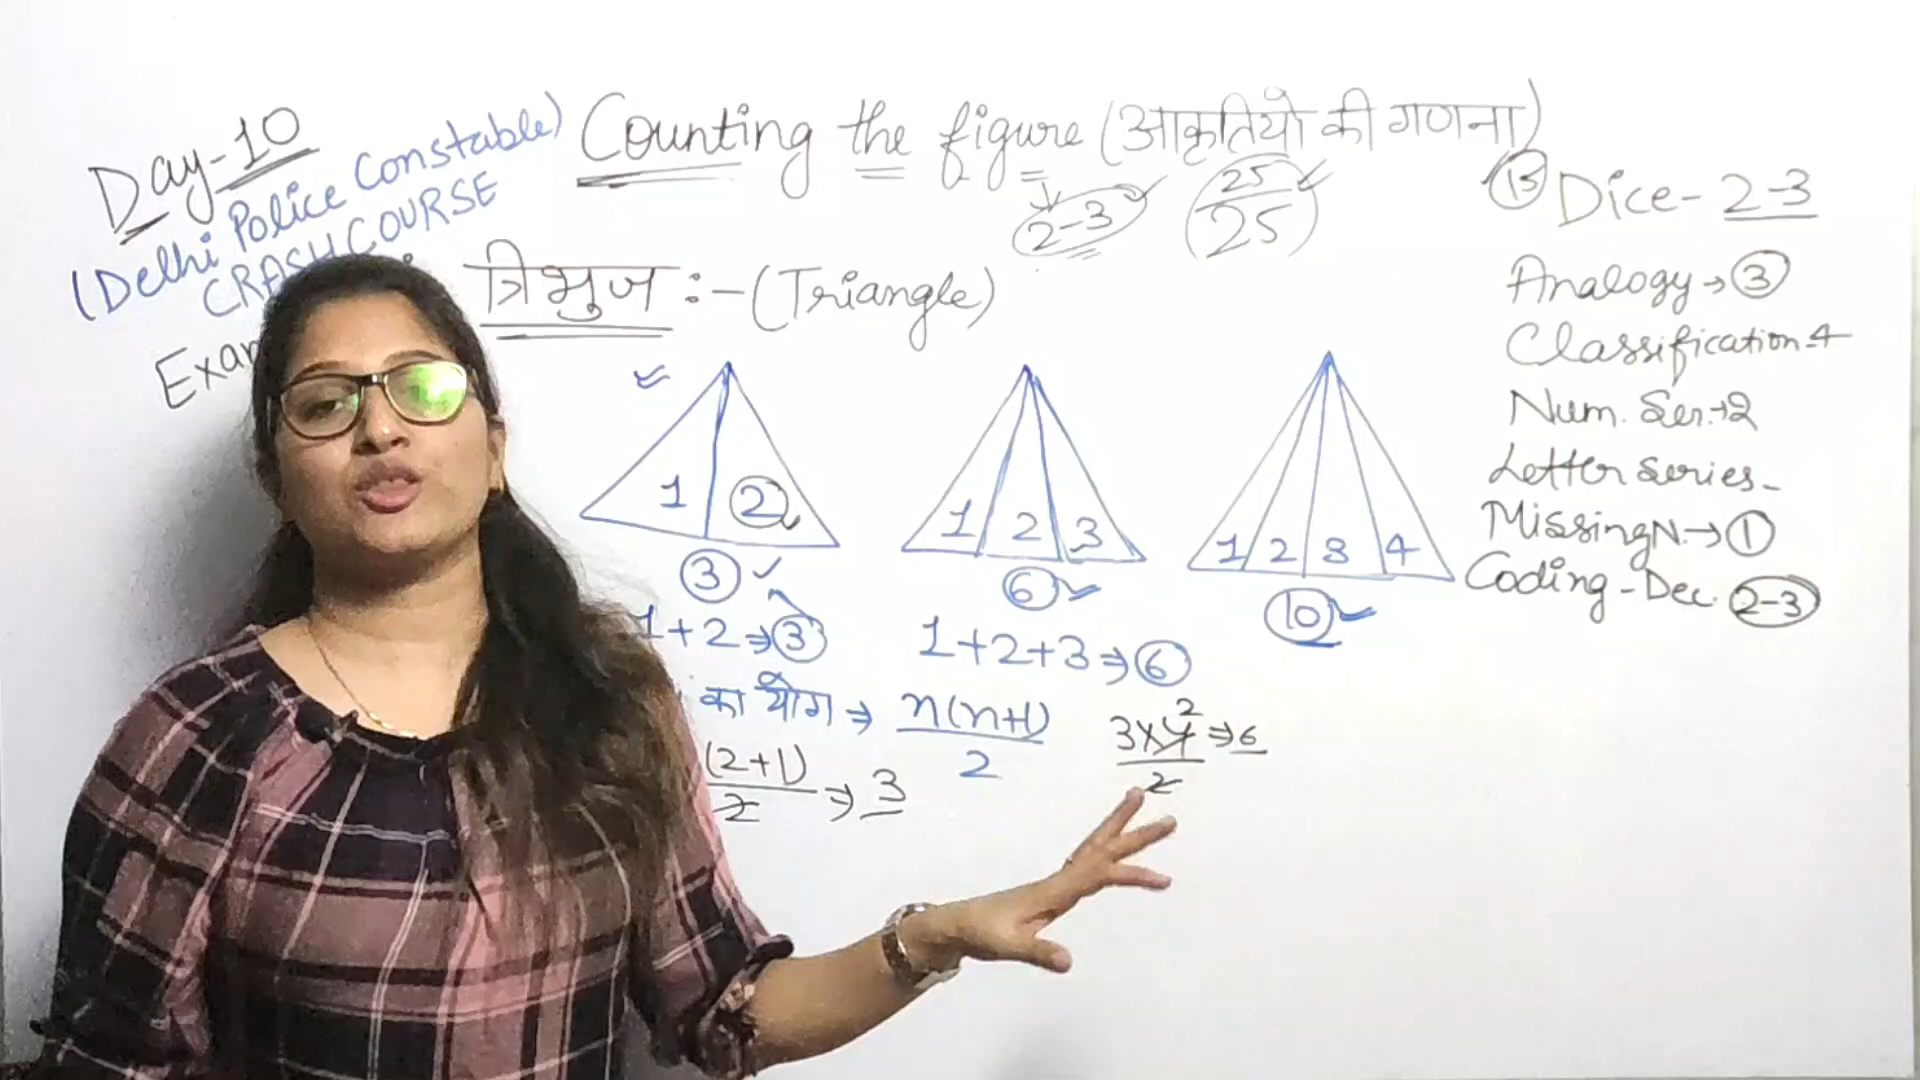 Day-10
(Delhi Police Constable)
CRASH COURSE
Counting the figure (आकृतियो की गणना)
2-3
25/25
त्रिभुज :- (Triangle)
1 2
3
1+2⇒3
1 2 3
6
1+2+3⇒6
1 2 3 4
10
का योग ⇒ n(n+1)/2
(2+1)/2 ⇒ 3
3×4/2 ⇒ 6
2
13 Dice- 2-3
Analogy→3
Classification-4
Num. Ser.→2
Letter Series-
Missing N.→1
Coding-Dec. 2-3